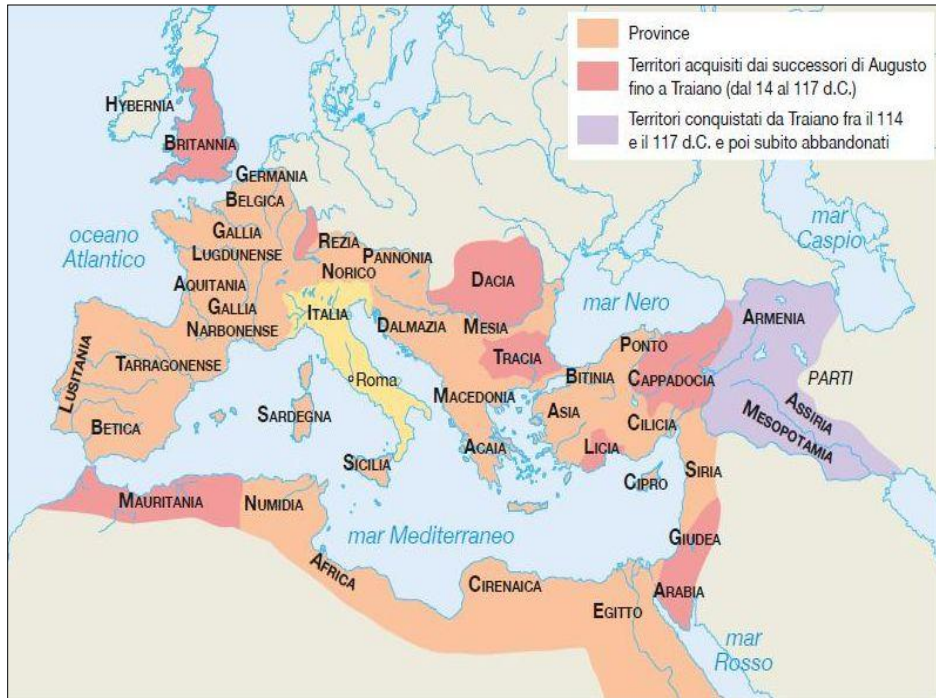 Province
Territori acquisiti dai successori di Augusto
fino a Traiano (dal 14 al 117 d.C.)
Territori conquistati da Traiano fra il 114
e il 117 d.C. e poi subito abbandonati
HYBERNIA
BRITANNIA
GERMANIA
BELGICA
oceano
Atlantico
GALLIA
LUGDUNENSE
REZIA
PANNONIA
NORICO
mar
Caspio
AQUITANIA
GALLIA
NARBONENSE
ITALIA
DACIA
mar Nero
ARMENIA
DALMAZIA
MESIA
LUSITANIA
TARRAGONENSE
Roma
TRACIA
PONTO
BITINIA
CAPPADOCIA
PARTI
ASSIRIA
MESOPOTAMIA
BETICA
SARDEGNA
MACEDONIA
ASIA
CILICIA
SICILIA
ACAIA
LICIA
SIRIA
CIPRO
MAURITANIA
NUMIDIA
mar Mediterraneo
GIUDEA
AFRICA
CIRENAICA
ARABIA
EGITTO
mar
Rosso